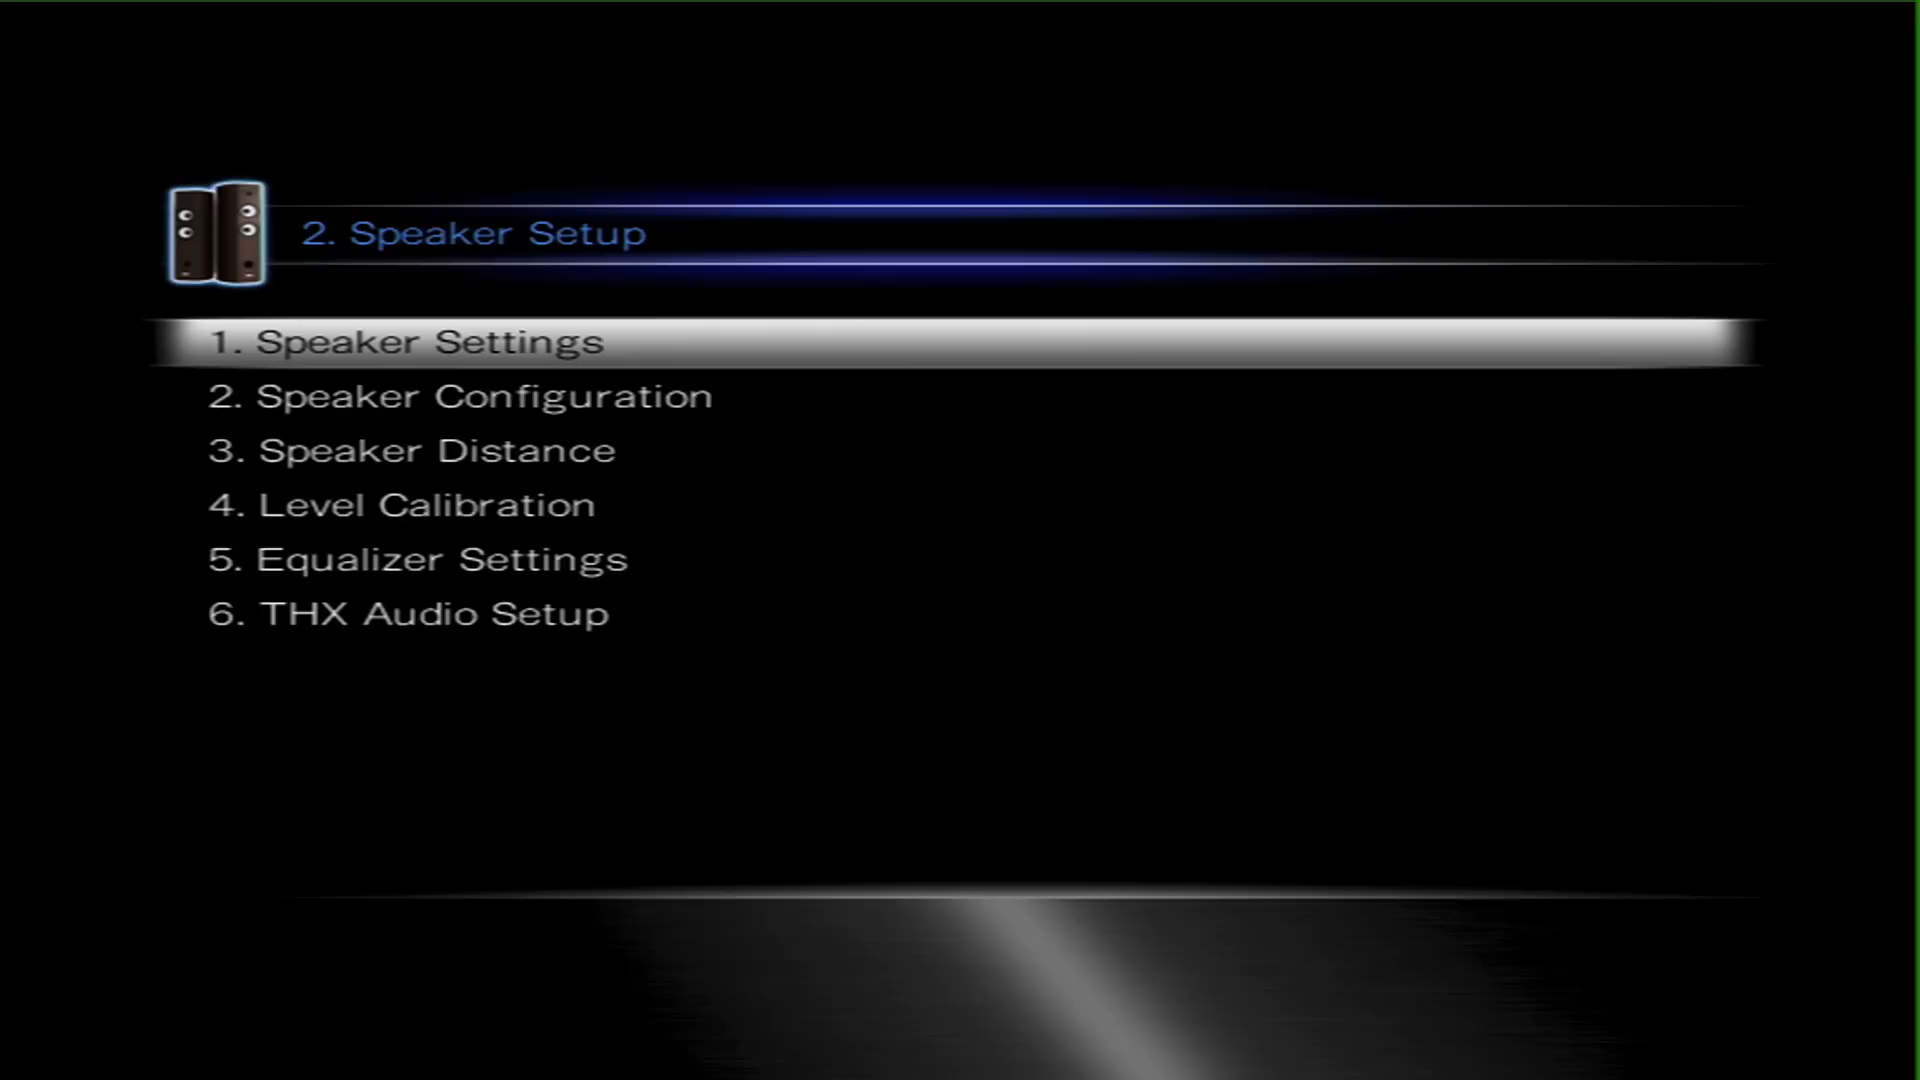 2. Speaker Setup
1. Speaker Settings
2. Speaker Configuration
3. Speaker Distance
4. Level Calibration
5. Equalizer Settings
6. THX Audio Setup